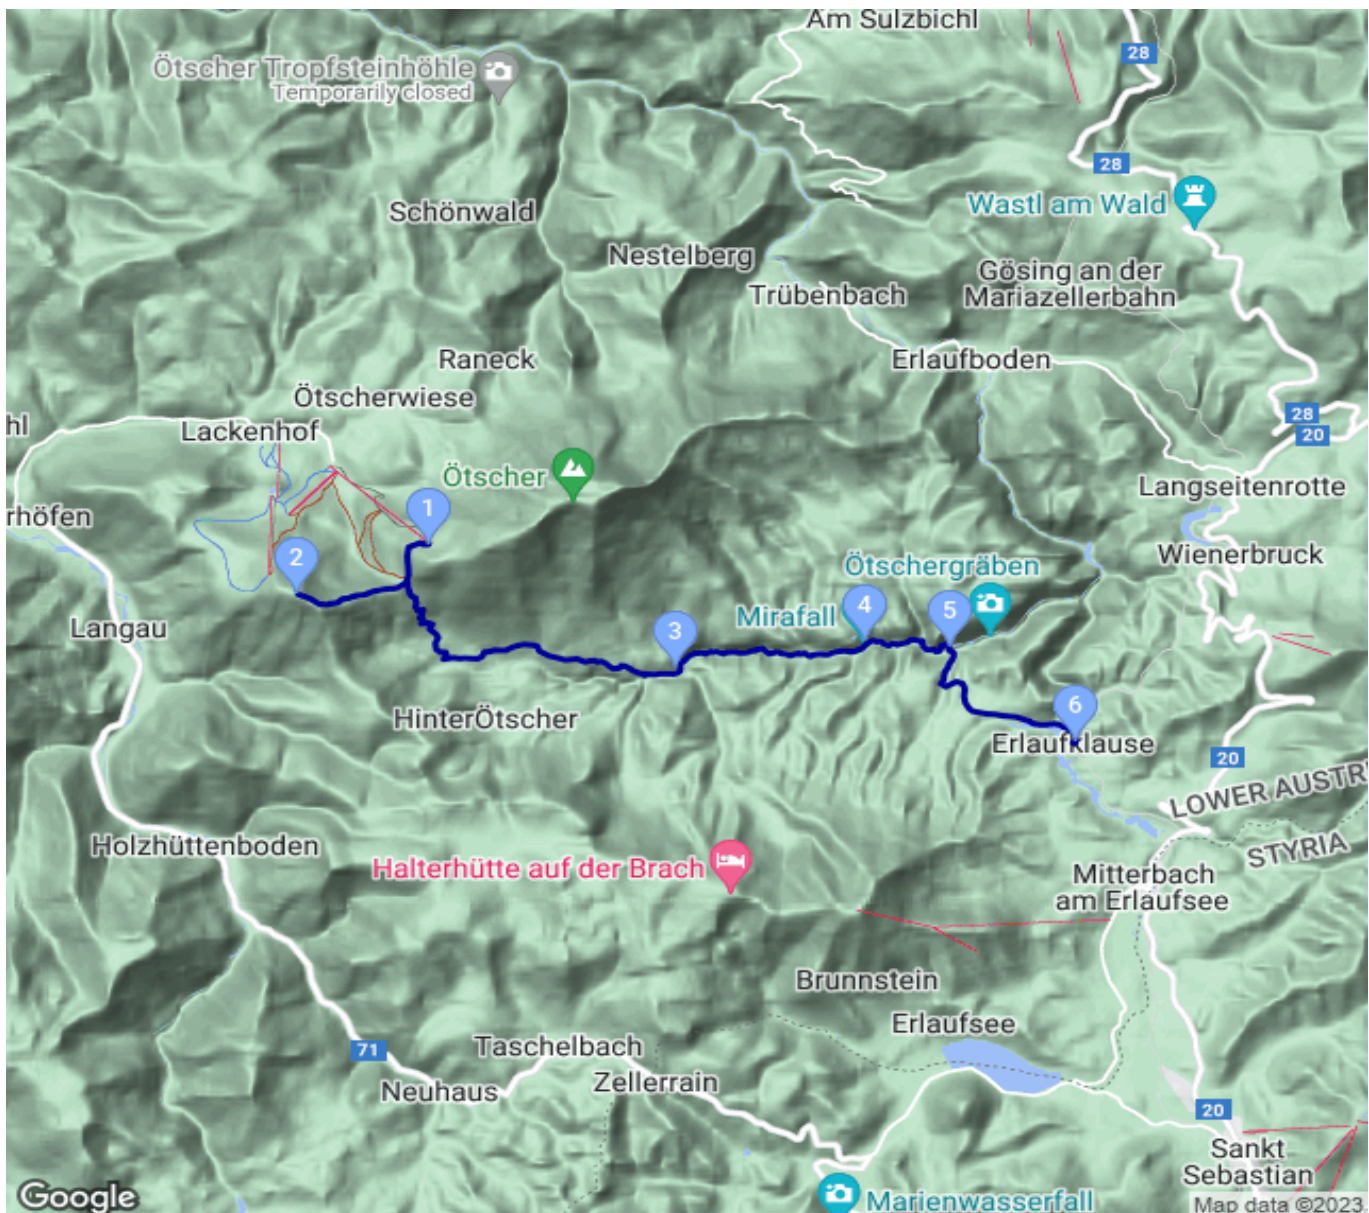 Am Sulzbichl
28
Ötscher Tropfsteinhöhle
Temporarily closed
28
Wastl am Wald
Schönwald
Nestelberg
Gösing an der
Mariazellerbahn
Trübenbach
Raneck
Erlaufboden
Ötscherwiese
hl
Lackenhof
28
20
Ötscher
Langseitenrotte
1
rhöfen
2
Wienerbruck
Ötschergräben
Langau
Mirafall
4
5
3
HinterÖtscher
6
Erlaufklause
20
LOWER AUSTRI
STYRIA
Holzhüttenboden
Halterhütte auf der Brach
Mitterbach
am Erlaufsee
Brunnstein
Erlaufsee
71
Taschelbach
Neuhaus
Zellerrain
20
Sankt
Sebastian
Google
Marienwasserfall
Map data ©2023